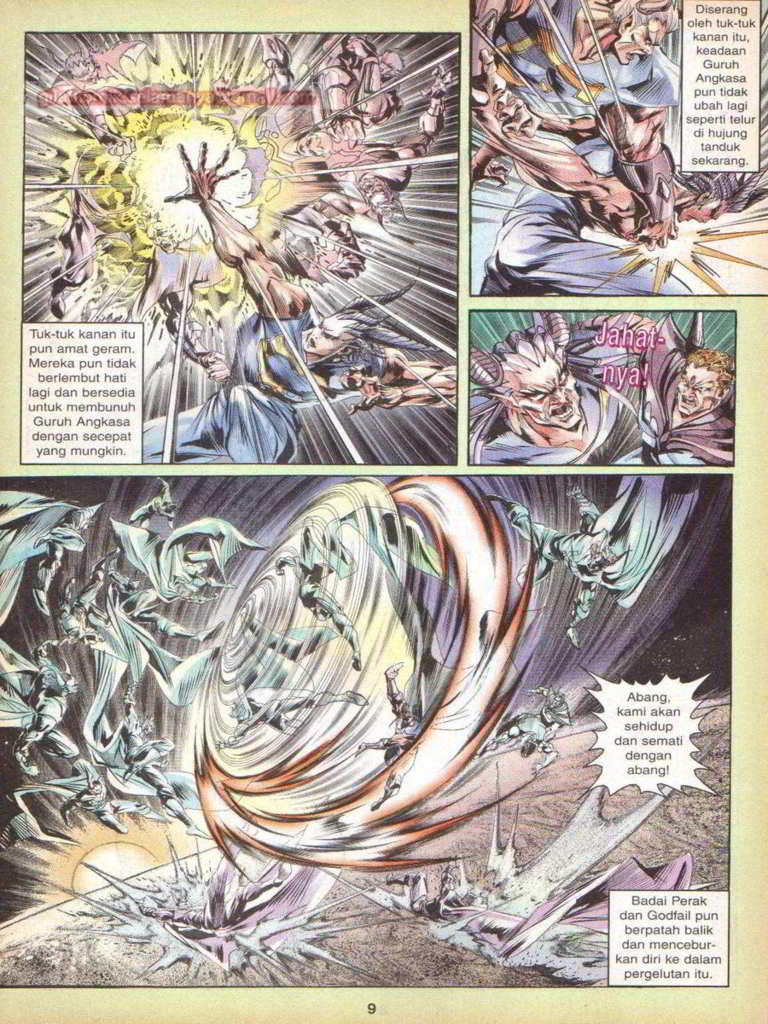 Tuk-tuk kanan itu
pun amat geram.
Mereka pun tidak
berlembut hati
lagi dan bersedia
untuk membunuh
Guruh Angkasa
dengan secepat
yang mungkin.
Diserang
oleh tuk-tuk
kanan itu,
keadaan
Guruh
Angkasa
pun tidak
ubah lagi
seperti telur
di hujung
tanduk
sekarang.
Jahat-
nya!
Abang,
kami akan
sehidup
dan semati
dengan
abang!
Badai Perak
dan Godfail pun
berpatah balik
dan mencebur-
kan diri ke dalam
pergelutan itu.
9